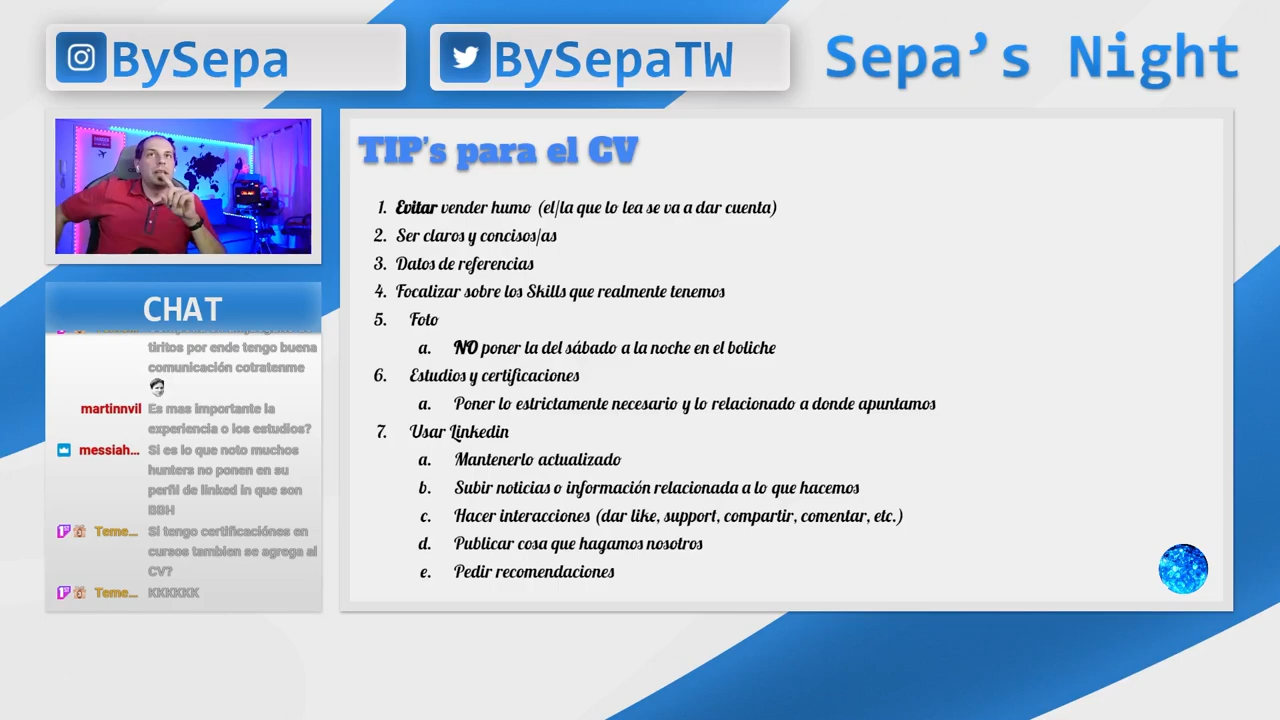 BySepa
BySepaTW
Sepa's Night
TIP's para el CV
1. Evitar vender humo (el/la que lo lea se va a dar cuenta)
2. Ser claros y concisos/as
3. Datos de referencias
4. Focalizar sobre los Skills que realmente tenemos
5. Foto
a. NO poner la del sábado a la noche en el boliche
6. Estudios y certificaciones
a. Poner lo estrictamente necesario y lo relacionado a donde apuntamos
7. Usar Linkedin
a. Mantenerlo actualizado
b. Subir noticias o información relacionada a lo que hacemos
c. Hacer interacciones (dar like, support, compartir, comentar, etc.)
d. Publicar cosa que hagamos nosotros
e. Pedir recomendaciones
CHAT
tiritos por ende tengo buena
comunicación cotratenme
martinnvil Es mas importante la
experiencia o los estudios?
messiah... Si es lo que noto muchos
hunters no ponen en su
perfil de linked in que son
BBH
Teme... Si tengo certificaciónes en
cursos tambien se agrega al
CV?
Teme... KKKKKK